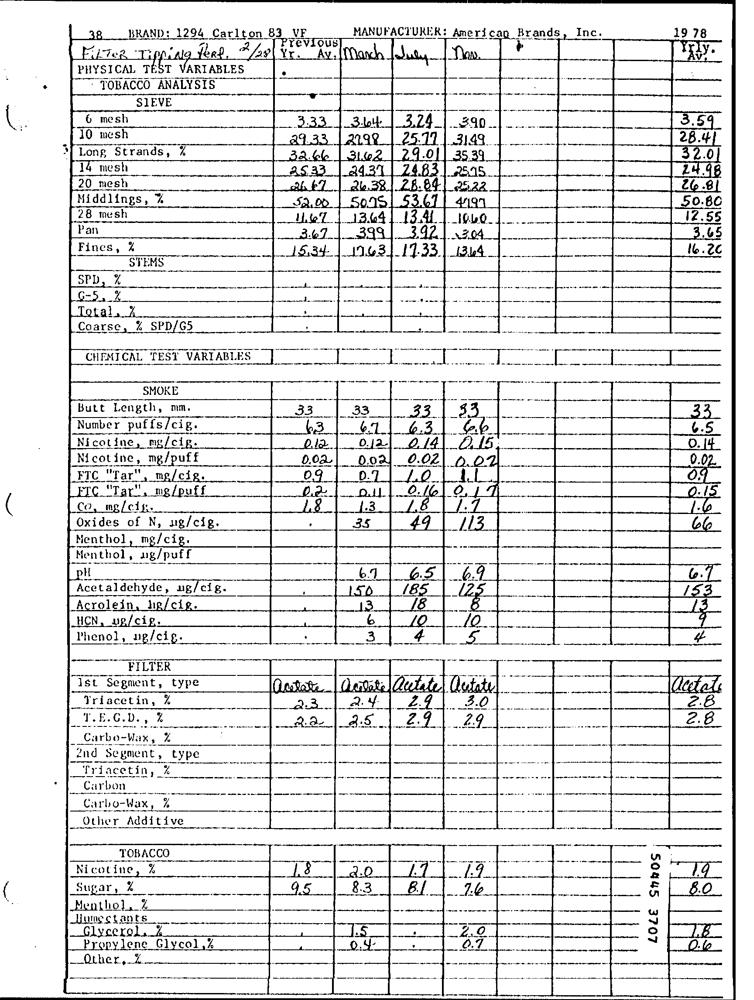 38 BRAND: 1294 Carlton 83 VF MANUFACTURER: American Brands, Inc. 19 78
Filter Tipping Perf. 2/28 Previous Yr. Av. March July Nov. Yrly. Av.
PHYSICAL TEST VARIABLES
TOBACCO ANALYSIS
SIEVE
6 mesh 3.33 3.64 3.24 3.90 3.59
10 mesh 29.33 27.98 25.77 31.49 28.41
Long Strands, % 32.66 31.62 29.01 35.39 32.01
14 mesh 25.33 24.37 24.83 25.75 24.98
20 mesh 26.67 26.38 28.84 25.22 26.81
Middlings, % 52.00 50.75 53.67 47.97 50.80
28 mesh 11.67 13.64 13.41 10.60 12.55
Pan 3.67 3.99 3.92 3.04 3.65
Fines, % 15.34 17.63 17.33 13.64 16.20
STEMS
SPD, %
G-5, %
Total, %
Coarse, % SPD/G5
CHEMICAL TEST VARIABLES
SMOKE
Butt Length, mm. 33 33 33 33 33
Number puffs/cig. 6.3 6.7 6.3 6.6 6.5
Nicotine, mg/cig. 0.12 0.12 0.14 0.15 0.14
Nicotine, mg/puff 0.02 0.02 0.02 0.02 0.02
FTC "Tar", mg/cig. 0.9 0.7 1.0 1.1 0.9
FTC "Tar", mg/puff 0.2 0.11 0.16 0.17 0.15
Co, mg/cig. 1.8 1.3 1.8 1.7 1.6
Oxides of N, µg/cig. 35 49 113 66
Menthol, mg/cig.
Menthol, µg/puff
pH 6.7 6.5 6.9 6.7
Acetaldehyde, µg/cig. 150 185 125 153
Acrolein, µg/cig. 13 18 8 13
HCN, µg/cig. 6 10 10 9
Phenol, µg/cig. 3 4 5 4
FILTER
1st Segment, type Acetate Acetate Acetate Acetate Acetate
Triacetin, % 2.3 2.4 2.9 3.0 2.8
T.E.G.D., % 2.2 2.5 2.9 2.9 2.8
Carbo-Wax, %
2nd Segment, type
Triacetin, %
Carbon
Carbo-Wax, %
Other Additive
TOBACCO
Nicotine, % 1.8 2.0 1.7 1.9 1.9
Sugar, % 9.5 8.3 8.1 7.6 8.0
Menthol, %
Humectants
Glycerol, % 1.5 2.0 1.8
Propylene Glycol,% 0.4 0.7 0.6
Other, %
50445 3707